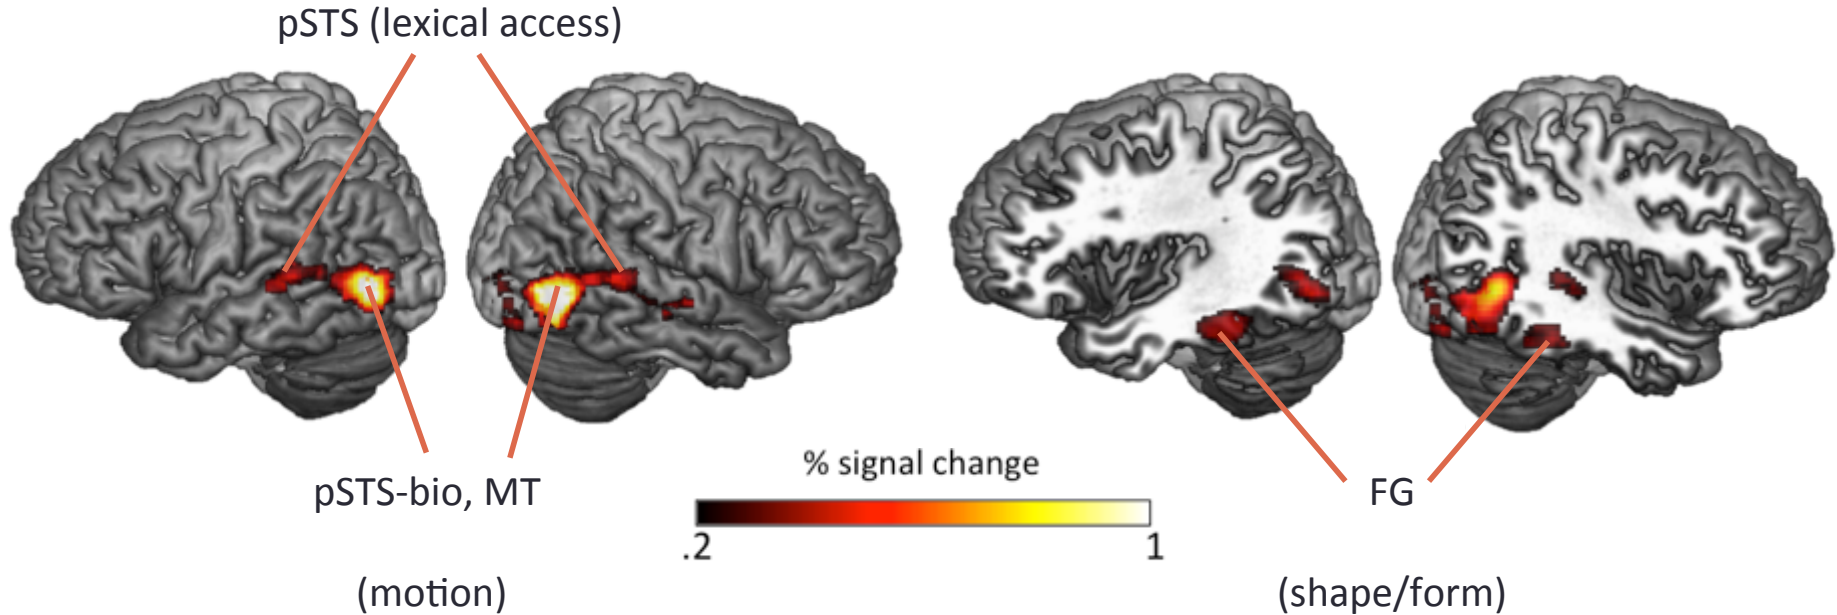 pSTS (lexical access)
pSTS-bio, MT
% signal change
FG
.2
1
(motion)
(shape/form)